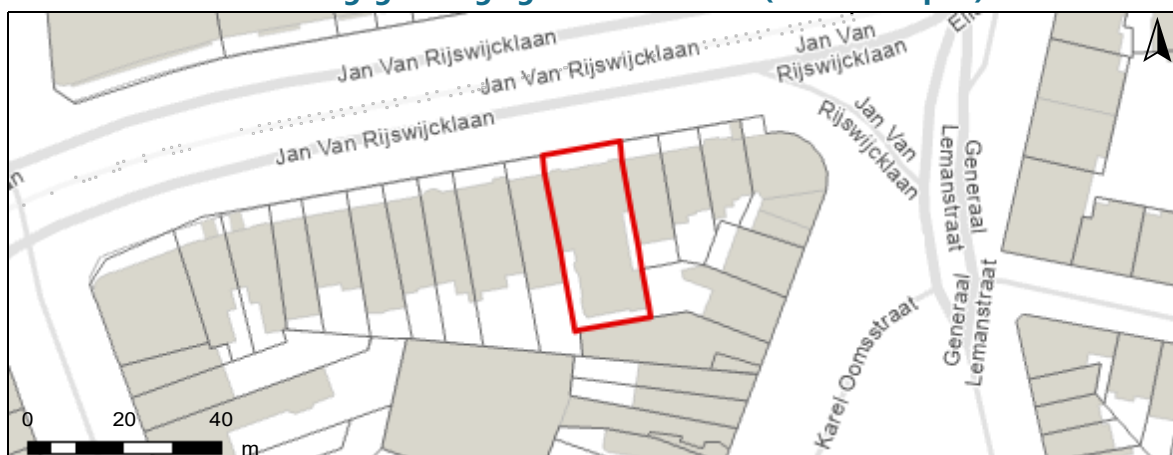 Jan Van Rijswijcklaan
Jan Van Rijswijcklaan
Jan Van Rijswijcklaan
Jan Van
Rijswijcklaan
Jan Van
Rijswijcklaan
Generaal
Lemanstraat
Generaal
Lemanstraat
Karel Oomsstraat
0 20 40
m